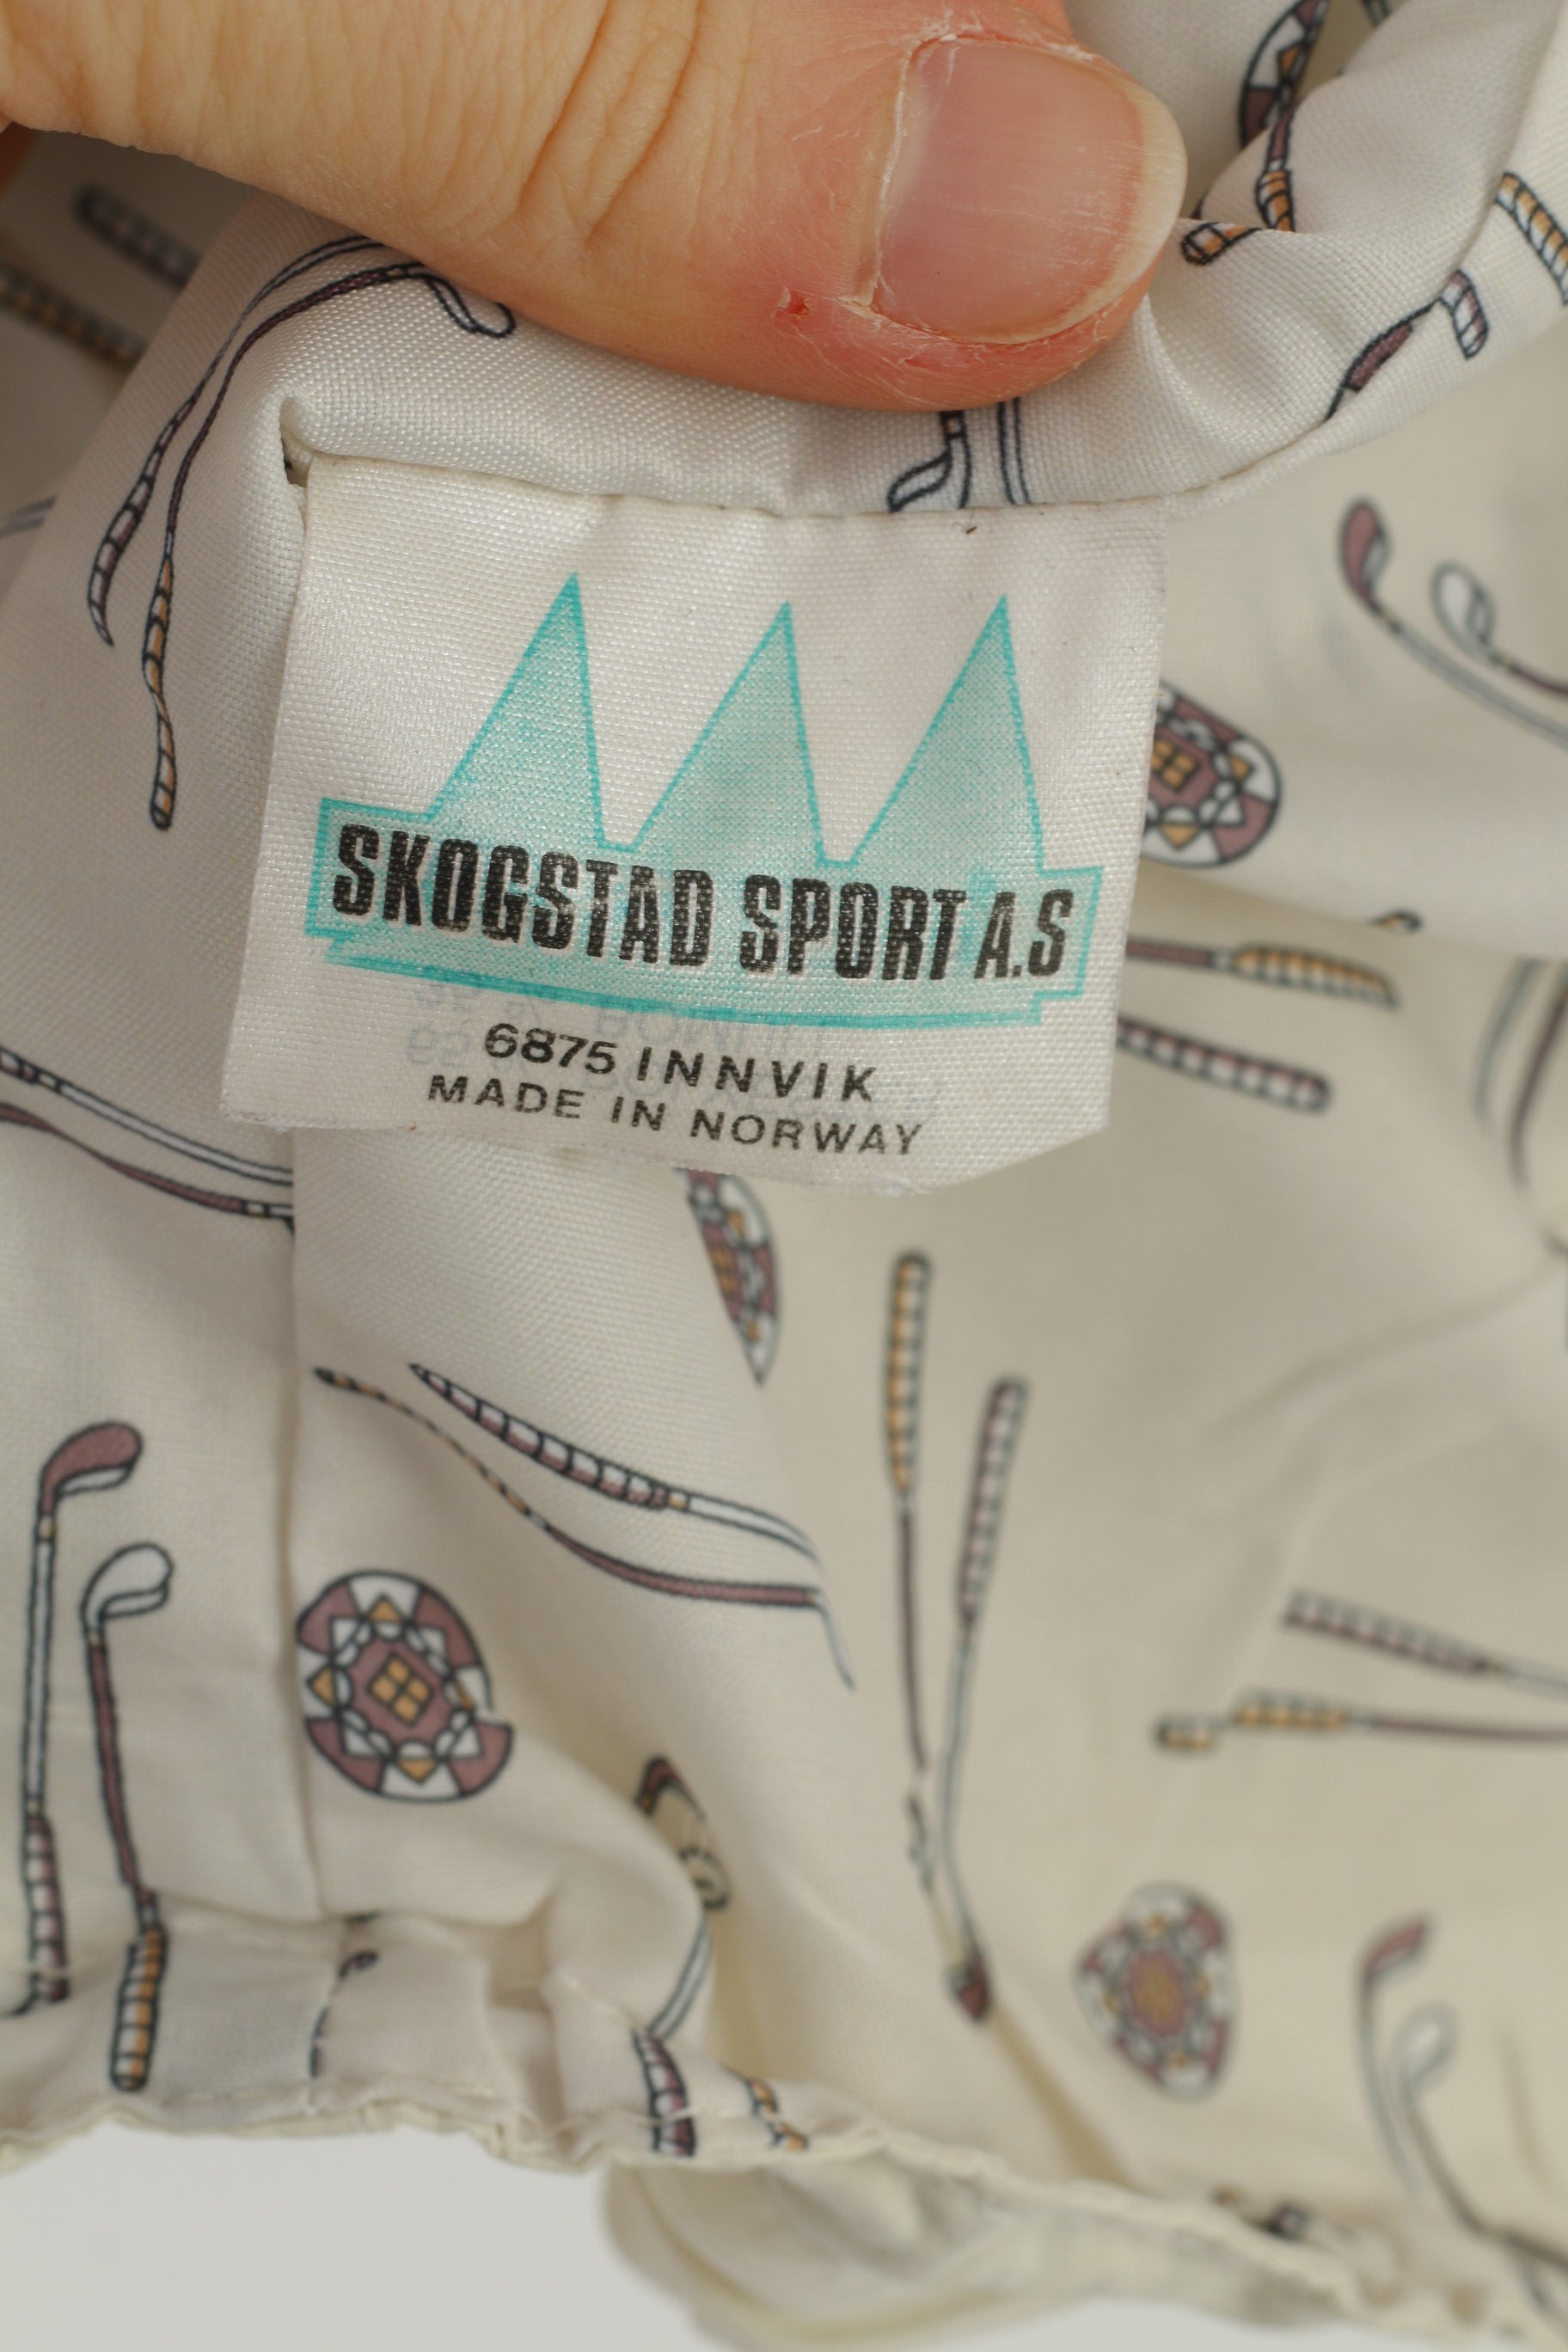 SKOGSTAD SPORT A.S
6875 INNVIK
MADE IN NORWAY